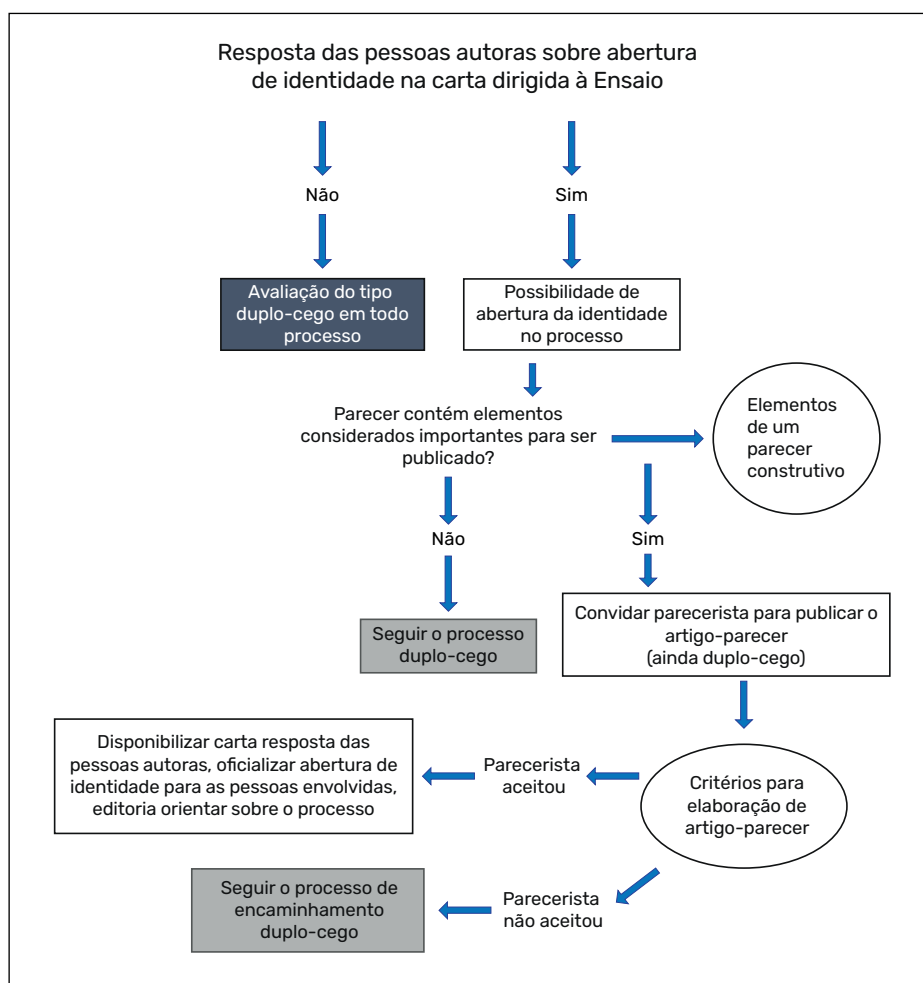 Resposta das pessoas autoras sobre abertura
de identidade na carta dirigida à Ensaio
Não
Sim
Avaliação do tipo
duplo-cego em todo
processo
Possibilidade de
abertura da identidade
no processo
Parecer contém elementos
considerados importantes para ser
publicado?
Elementos
de um
parecer
construtivo
Não
Sim
Seguir o processo
duplo-cego
Convidar parecerista para publicar o
artigo-parecer
(ainda duplo-cego)
Disponibilizar carta resposta das
pessoas autoras, oficializar abertura de
identidade para as pessoas envolvidas,
editoria orientar sobre o processo
Parecerista
aceitou
Critérios para
elaboração de
artigo-parecer
Seguir o processo de
encaminhamento
duplo-cego
Parecerista
não aceitou